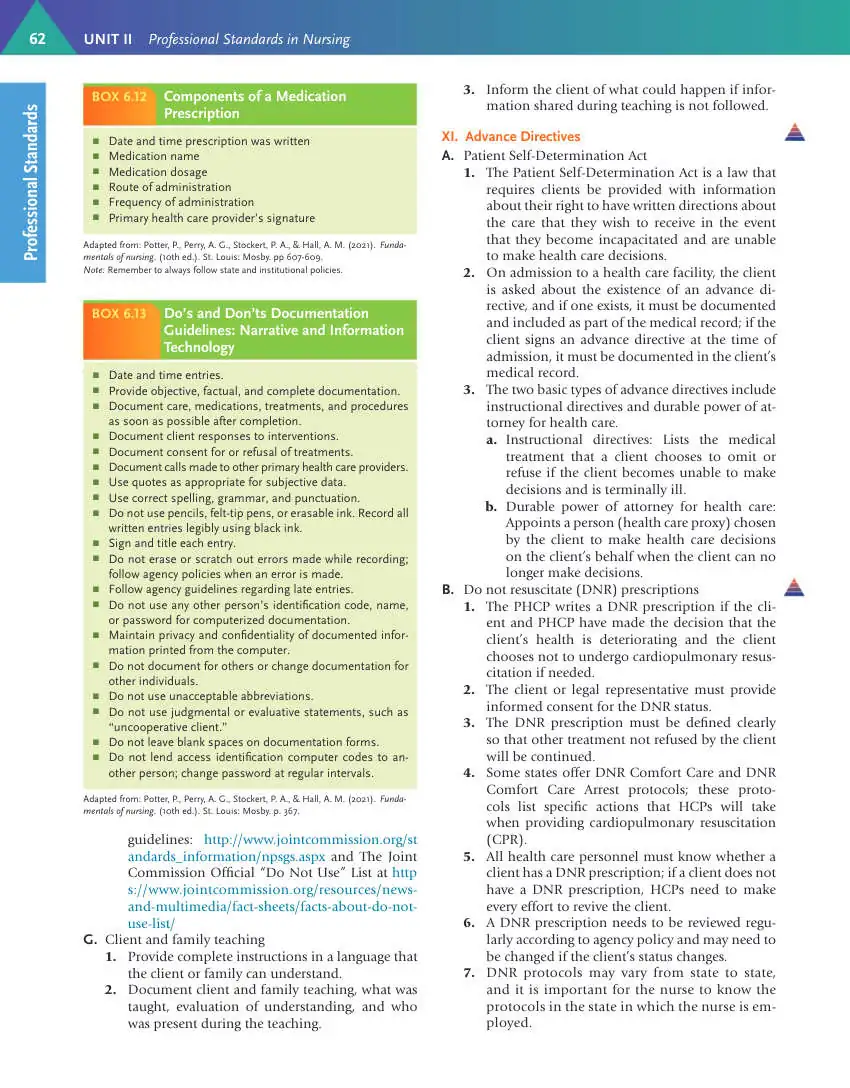 62
UNIT II Professional Standards in Nursing
Professional Standards
BOX 6.12 Components of a Medication
Prescription
■ Date and time prescription was written
■ Medication name
■ Medication dosage
■ Route of administration
■ Frequency of administration
■ Primary health care provider's signature
Adapted from: Potter, P., Perry, A. G., Stockert, P. A., & Hall, A. M. (2021). Funda-
mentals of nursing. (10th ed.). St. Louis: Mosby. pp 607-609.
Note: Remember to always follow state and institutional policies.
BOX 6.13 Do's and Don'ts Documentation
Guidelines: Narrative and Information
Technology
■ Date and time entries.
■ Provide objective, factual, and complete documentation.
■ Document care, medications, treatments, and procedures
as soon as possible after completion.
■ Document client responses to interventions.
■ Document consent for or refusal of treatments.
■ Document calls made to other primary health care providers.
■ Use quotes as appropriate for subjective data.
■ Use correct spelling, grammar, and punctuation.
■ Do not use pencils, felt-tip pens, or erasable ink. Record all
written entries legibly using black ink.
■ Sign and title each entry.
■ Do not erase or scratch out errors made while recording;
follow agency policies when an error is made.
■ Follow agency guidelines regarding late entries.
■ Do not use any other person's identification code, name,
or password for computerized documentation.
■ Maintain privacy and confidentiality of documented infor-
mation printed from the computer.
■ Do not document for others or change documentation for
other individuals.
■ Do not use unacceptable abbreviations.
■ Do not use judgmental or evaluative statements, such as
"uncooperative client."
■ Do not leave blank spaces on documentation forms.
■ Do not lend access identification computer codes to an-
other person; change password at regular intervals.
Adapted from: Potter, P., Perry, A. G., Stockert, P. A., & Hall, A. M. (2021). Funda-
mentals of nursing. (10th ed.). St. Louis: Mosby. p. 367.
guidelines: http://www.jointcommission.org/st
andards_information/npsgs.aspx and The Joint
Commission Official "Do Not Use" List at http
s://www.jointcommission.org/resources/news-
and-multimedia/fact-sheets/facts-about-do-not-
use-list/
G. Client and family teaching
1. Provide complete instructions in a language that
the client or family can understand.
2. Document client and family teaching, what was
taught, evaluation of understanding, and who
was present during the teaching.
3. Inform the client of what could happen if infor-
mation shared during teaching is not followed.
XI. Advance Directives
A. Patient Self-Determination Act
1. The Patient Self-Determination Act is a law that
requires clients be provided with information
about their right to have written directions about
the care that they wish to receive in the event
that they become incapacitated and are unable
to make health care decisions.
2. On admission to a health care facility, the client
is asked about the existence of an advance di-
rective, and if one exists, it must be documented
and included as part of the medical record; if the
client signs an advance directive at the time of
admission, it must be documented in the client's
medical record.
3. The two basic types of advance directives include
instructional directives and durable power of at-
torney for health care.
a. Instructional directives: Lists the medical
treatment that a client chooses to omit or
refuse if the client becomes unable to make
decisions and is terminally ill.
b. Durable power of attorney for health care:
Appoints a person (health care proxy) chosen
by the client to make health care decisions
on the client's behalf when the client can no
longer make decisions.
B. Do not resuscitate (DNR) prescriptions
1. The PHCP writes a DNR prescription if the cli-
ent and PHCP have made the decision that the
client's health is deteriorating and the client
chooses not to undergo cardiopulmonary resus-
citation if needed.
2. The client or legal representative must provide
informed consent for the DNR status.
3. The DNR prescription must be defined clearly
so that other treatment not refused by the client
will be continued.
4. Some states offer DNR Comfort Care and DNR
Comfort Care Arrest protocols; these proto-
cols list specific actions that HCPs will take
when providing cardiopulmonary resuscitation
(CPR).
5. All health care personnel must know whether a
client has a DNR prescription; if a client does not
have a DNR prescription, HCPs need to make
every effort to revive the client.
6. A DNR prescription needs to be reviewed regu-
larly according to agency policy and may need to
be changed if the client's status changes.
7. DNR protocols may vary from state to state,
and it is important for the nurse to know the
protocols in the state in which the nurse is em-
ployed.